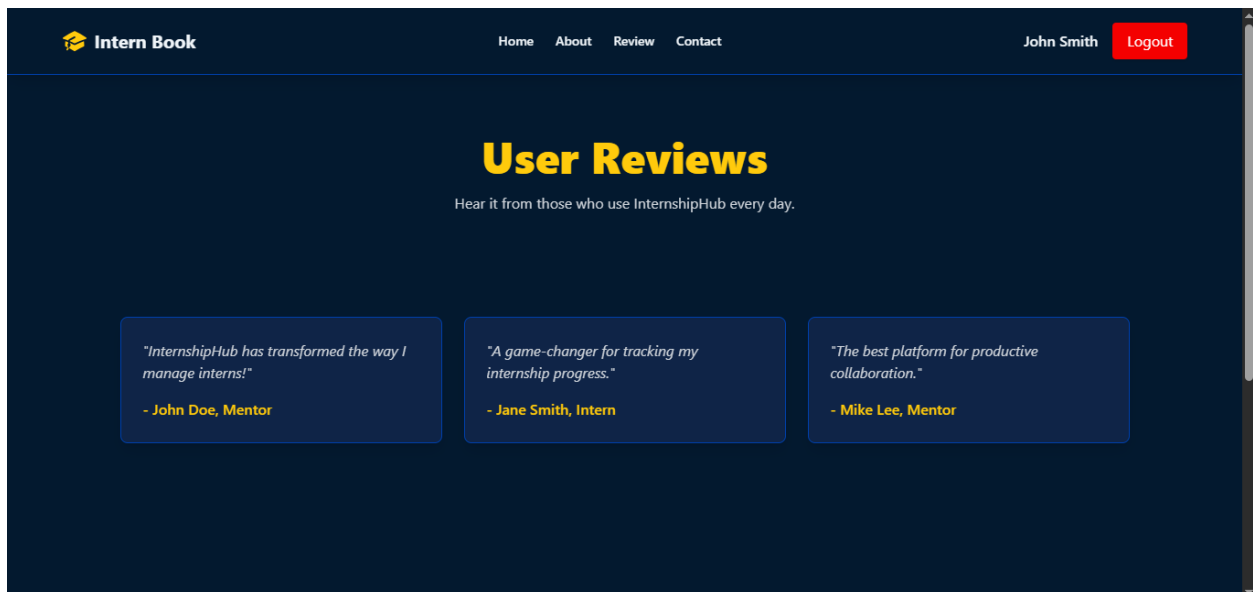 Intern Book
Home About Review Contact
John Smith Logout
User Reviews
Hear it from those who use InternshipHub every day.
"InternshipHub has transformed the way I
manage interns!"
- John Doe, Mentor
"A game-changer for tracking my
internship progress."
- Jane Smith, Intern
"The best platform for productive
collaboration."
- Mike Lee, Mentor